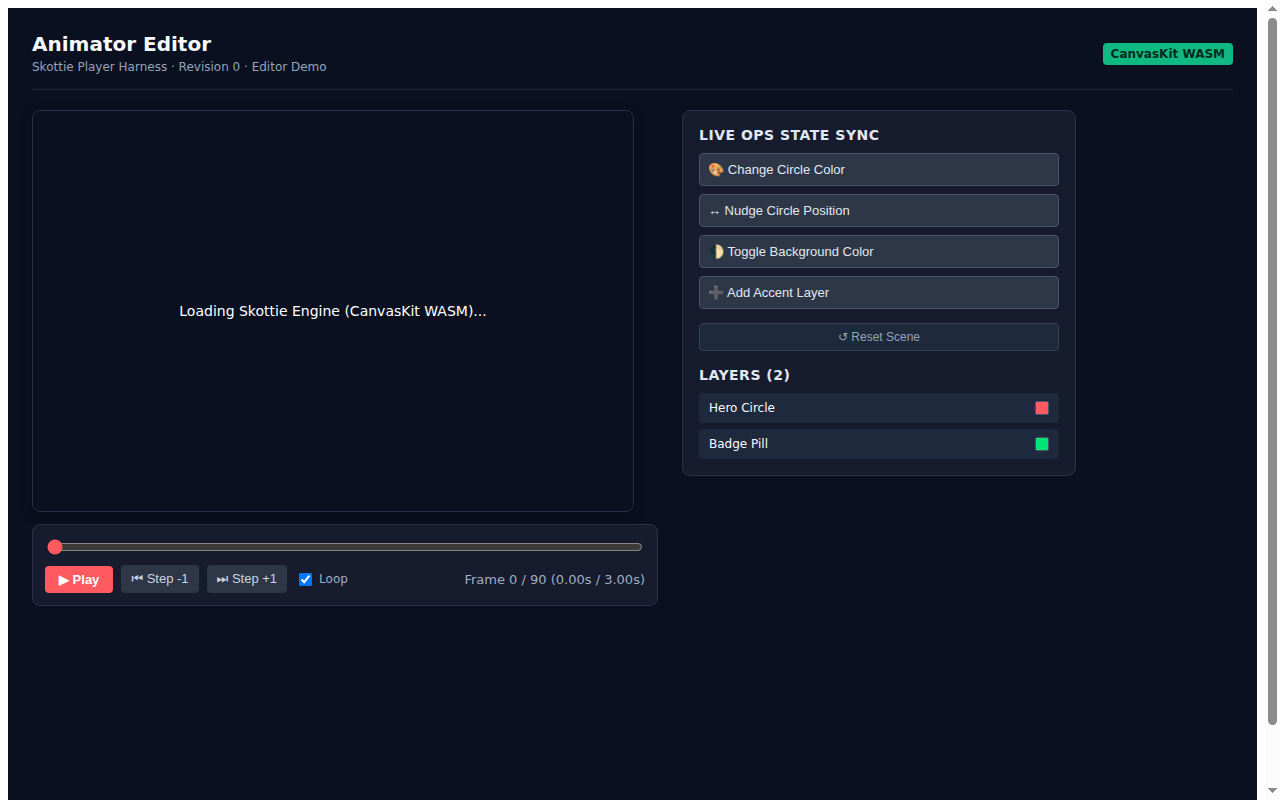 Animator Editor
Skottie Player Harness · Revision 0 · Editor Demo
CanvasKit WASM
Loading Skottie Engine (CanvasKit WASM)...
▶ Play
⏮ Step -1
⏭ Step +1
Loop
Frame 0 / 90 (0.00s / 3.00s)
LIVE OPS STATE SYNC
🎨 Change Circle Color
↔ Nudge Circle Position
🌗 Toggle Background Color
➕ Add Accent Layer
↺ Reset Scene
LAYERS (2)
Hero Circle
Badge Pill